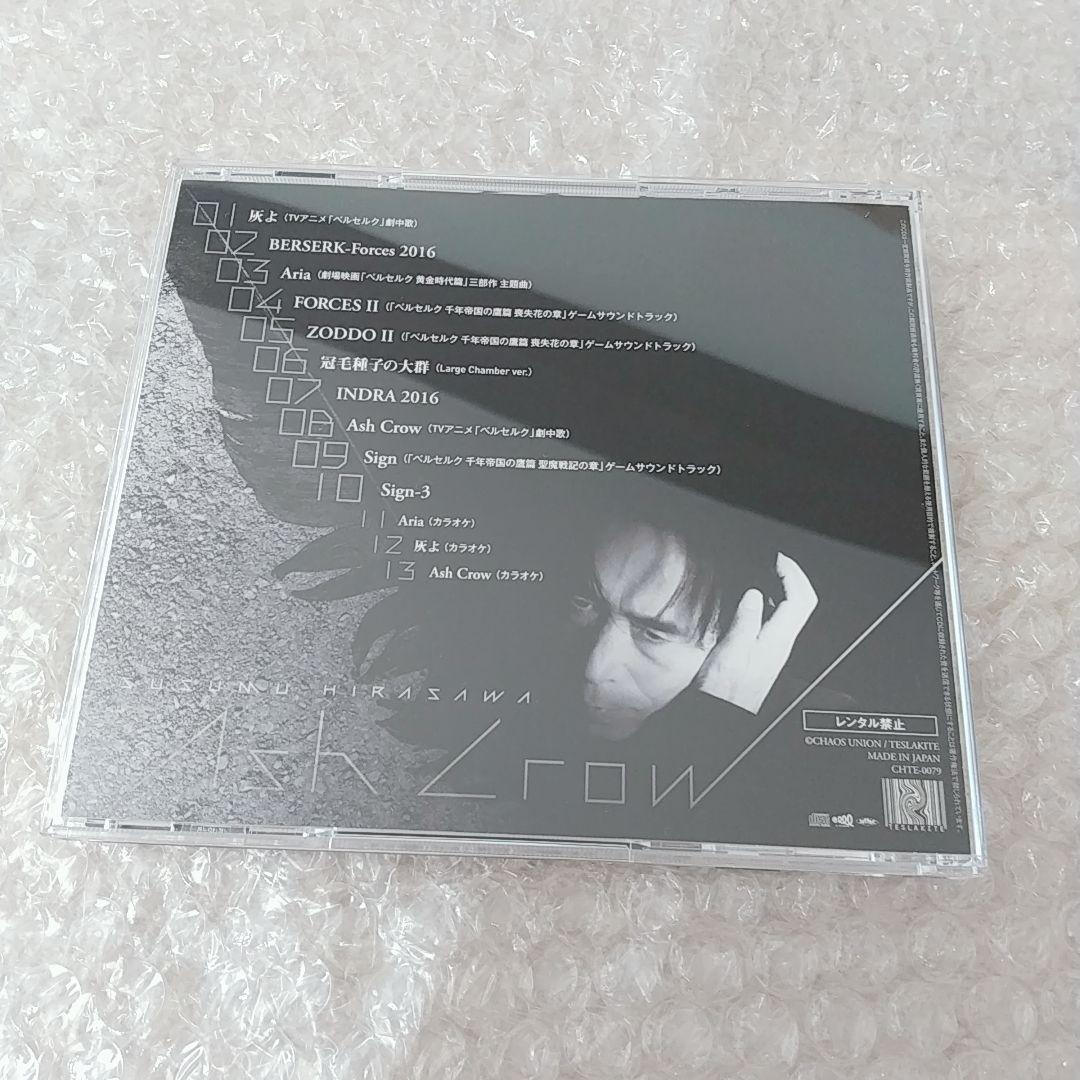 01 灰よ（TVアニメ「ベルセルク」劇中歌）
02 BERSERK-Forces 2016
03 Aria（劇場映画「ベルセルク 黄金時代篇」三部作 主題曲）
04 FORCES II（「ベルセルク 千年帝国の鷹篇 喪失花の章」ゲームサウンドトラック）
05 ZODDO II（「ベルセルク 千年帝国の鷹篇 喪失花の章」ゲームサウンドトラック）
06 冠毛種子の大群（Large Chamber ver.）
07 INDRA 2016
08 Ash Crow（TVアニメ「ベルセルク」劇中歌）
09 Sign（「ベルセルク 千年帝国の鷹篇 聖魔戦記の章」ゲームサウンドトラック）
10 Sign-3
11 Aria（カラオケ）
12 灰よ（カラオケ）
13 Ash Crow（カラオケ）
SUSUMU HIRASAWA
Ash Crow
レンタル禁止
©CHAOS UNION / TESLAKITE
MADE IN JAPAN
CHTE-0079
TESLAKITE